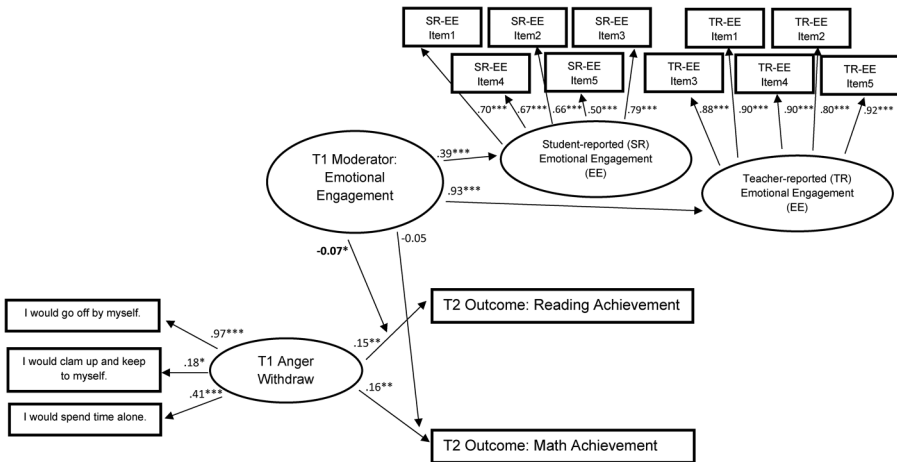 SR-EE
Item1
SR-EE
Item2
SR-EE
Item3
TR-EE
Item1
TR-EE
Item2
SR-EE
Item4
SR-EE
Item5
TR-EE
Item3
TR-EE
Item4
TR-EE
Item5
.70***
.67***
.66***
.50***
.79***
.88***
.90***
.90***
.80***
.92***
T1 Moderator:
Emotional
Engagement
.39***
Student-reported (SR)
Emotional Engagement
(EE)
.93***
Teacher-reported (TR)
Emotional Engagement
(EE)
-0.07*
-0.05
I would go off by myself.
.97***
I would clam up and keep
to myself.
.18*
I would spend time alone.
.41***
T1 Anger
Withdraw
.15**
T2 Outcome: Reading Achievement
.16**
T2 Outcome: Math Achievement